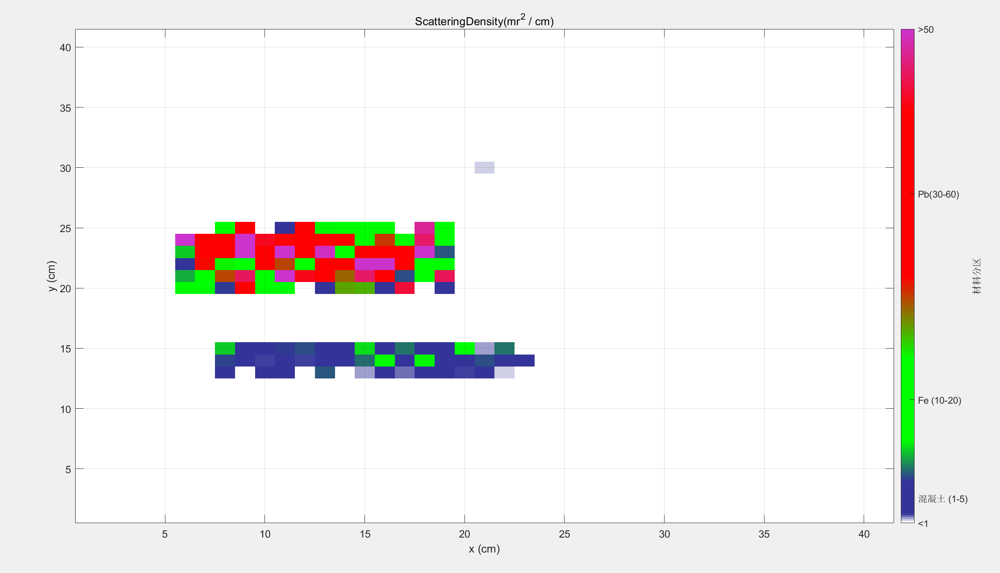 ScatteringDensity(mr² / cm)
40
35
30
25
20
15
10
5
y (cm)
5
10
15
20
25
30
35
40
x (cm)
>50
Pb(30-60)
Fe (10-20)
混凝土 (1-5)
<1
材料分区